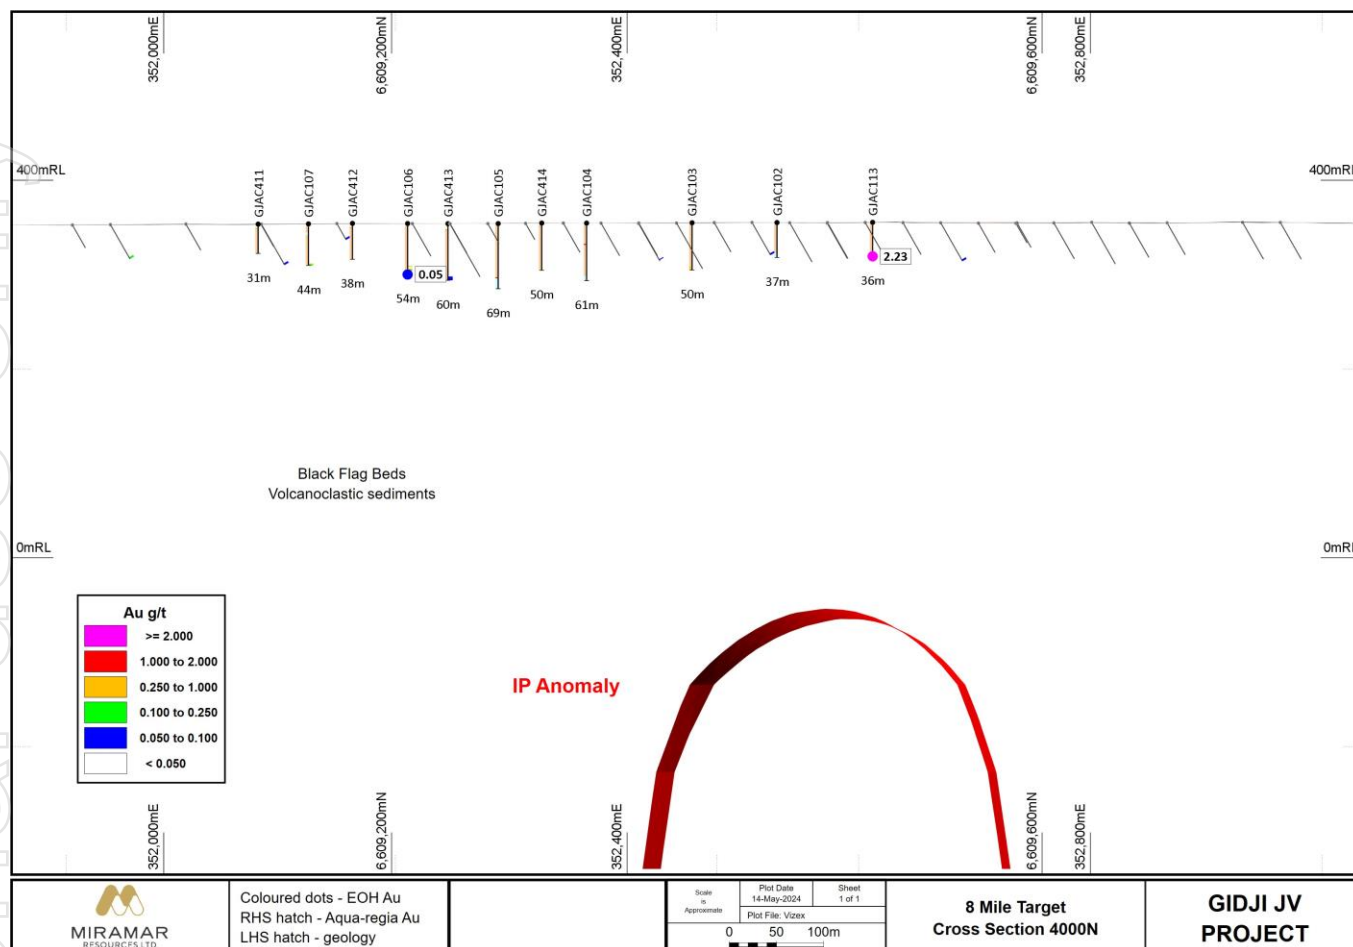 352,000mE
6,609,200mN
352,400mE
6,609,600mN
352,800mE
400mRL
400mRL
GJAC411
GJAC107
GJAC412
GJAC106
GJAC413
GJAC105
GJAC414
GJAC104
GJAC103
GJAC102
GJAC113
0.05
2.23
31m
44m
38m
54m
60m
69m
50m
61m
50m
37m
36m
Black Flag Beds
Volcanoclastic sediments
0mRL
0mRL
Au g/t
>= 2.000
1.000 to 2.000
0.250 to 1.000
0.100 to 0.250
0.050 to 0.100
< 0.050
IP Anomaly
352,000mE
6,609,200mN
352,400mE
6,609,600mN
352,800mE
MIRAMAR
RESOURCES LTD
Coloured dots - EOH Au
RHS hatch - Aqua-regia Au
LHS hatch - geology
Scale
is
Approximate
Plot Date
14-May-2024
Sheet
1 of 1
Plot File: Vizex
0 50 100m
8 Mile Target
Cross Section 4000N
GIDJI JV
PROJECT